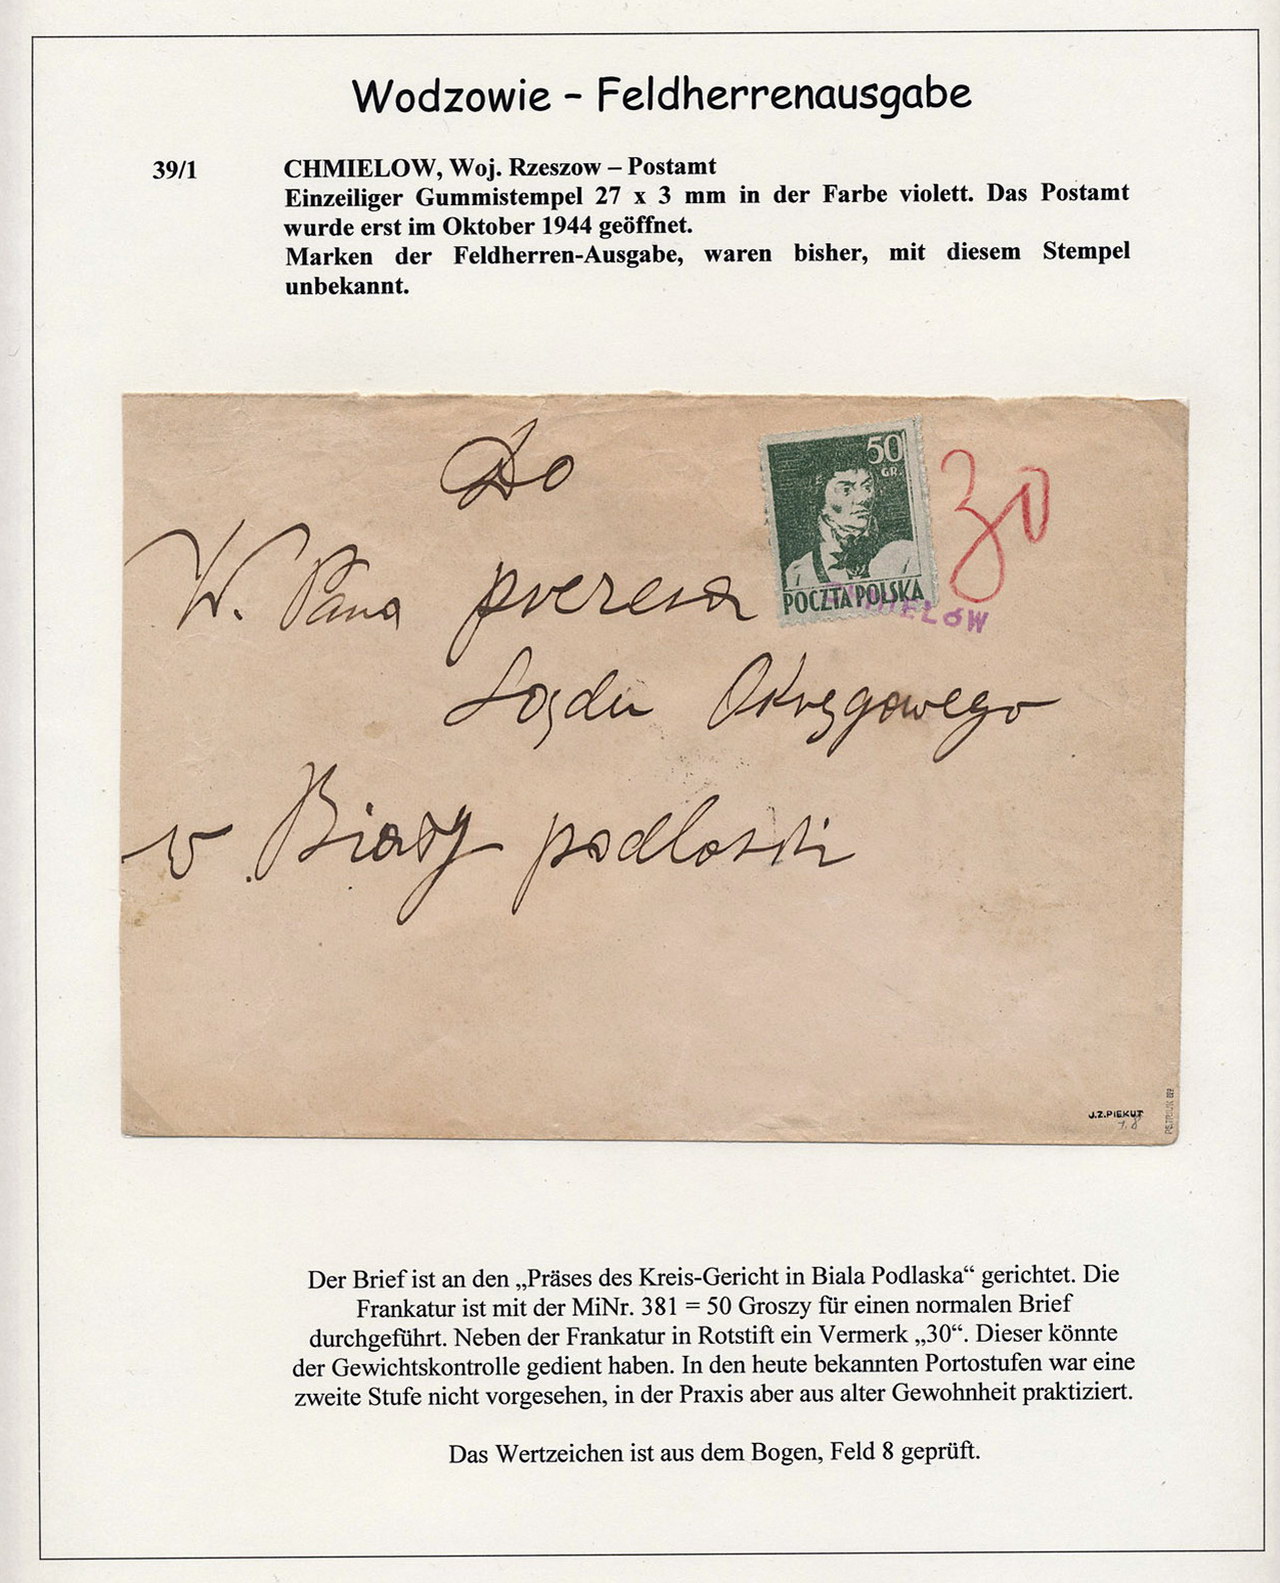 Wodzowie – Feldherrenausgabe
39/1 CHMIELOW, Woj. Rzeszow – Postamt
Einzeiliger Gummistempel 27 x 3 mm in der Farbe violett. Das Postamt
wurde erst im Oktober 1944 geöffnet.
Marken der Feldherren-Ausgabe, waren bisher, mit diesem Stempel
unbekannt.
Do
50
GR.
30
W. Pana prezesa
POCZTA POLSKA
CHMIELÓW
Sądu Okręgowego
w Białej podlaski
J.Z.PIEKUT
Der Brief ist an den „Präses des Kreis-Gericht in Biala Podlaska“ gerichtet. Die
Frankatur ist mit der MiNr. 381 = 50 Groszy für einen normalen Brief
durchgeführt. Neben der Frankatur in Rotstift ein Vermerk „30“. Dieser könnte
der Gewichtskontrolle gedient haben. In den heute bekannten Portostufen war eine
zweite Stufe nicht vorgesehen, in der Praxis aber aus alter Gewohnheit praktiziert.
Das Wertzeichen ist aus dem Bogen, Feld 8 geprüft.